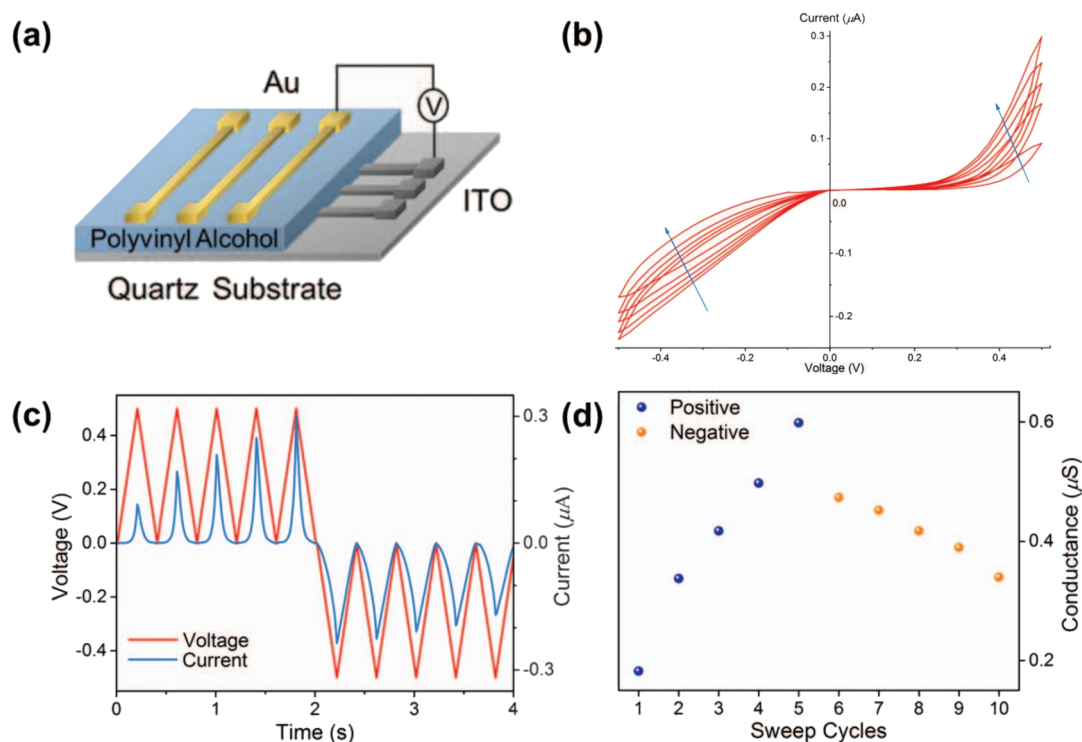 (a)
Au
V
ITO
Polyvinyl Alcohol
Quartz Substrate
(b)
Current (μA)
0.3
0.2
0.1
0.0
-0.1
-0.2
-0.4
-0.2
0.0
0.2
0.4
Voltage (V)
(c)
Voltage (V)
0.4
0.2
0.0
-0.2
-0.4
Voltage
Current
0.3
0.0
-0.3
Current (μA)
0
1
2
3
4
Time (s)
(d)
Positive
Negative
0.6
0.4
0.2
Conductance (μS)
1 2 3 4 5 6 7 8 9 10
Sweep Cycles